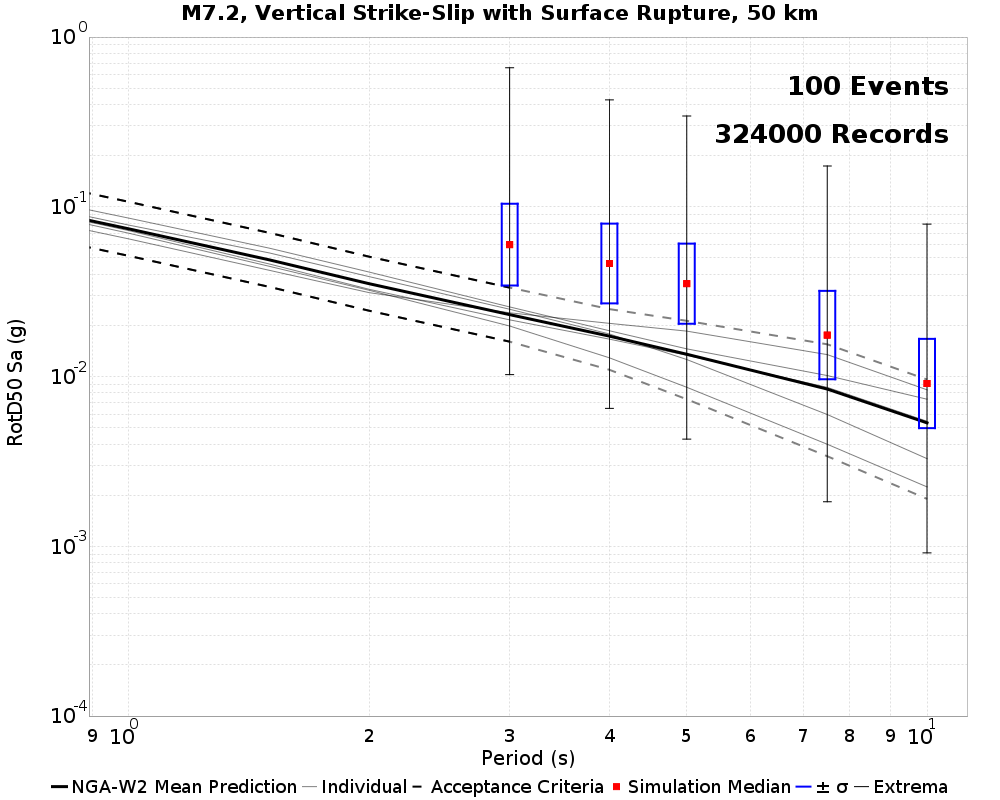 M7.2, Vertical Strike-Slip with Surface Rupture, 50 km
100 Events
324000 Records
RotD50 Sa (g)
10^0
10^-1
10^-2
10^-3
10^-4
9 10^0 2 3 4 5 6 7 8 9 10^1
Period (s)
NGA-W2 Mean Prediction Individual Acceptance Criteria Simulation Median ± σ Extrema